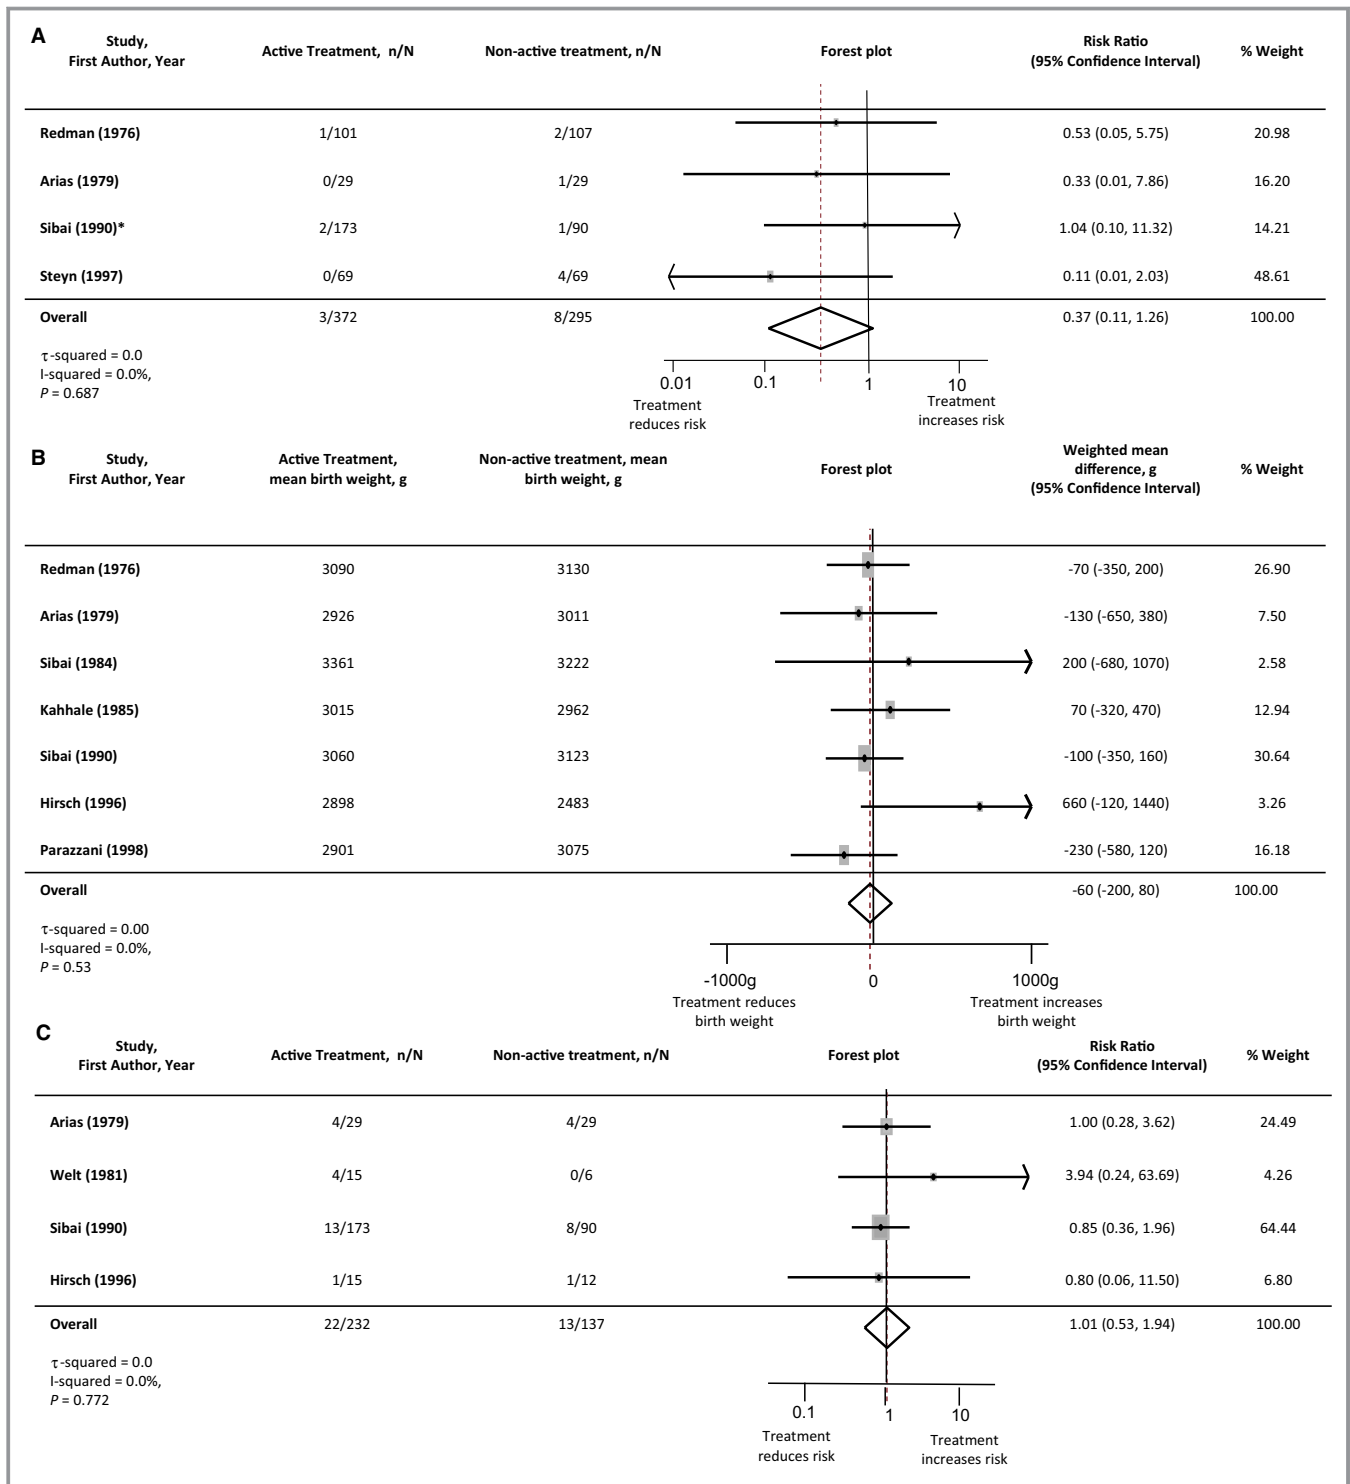 A
Study,
First Author, Year
Active Treatment, n/N
Non-active treatment, n/N
Forest plot
Risk Ratio
(95% Confidence Interval)
% Weight
Redman (1976) 1/101 2/107 0.53 (0.05, 5.75) 20.98
Arias (1979) 0/29 1/29 0.33 (0.01, 7.86) 16.20
Sibai (1990)* 2/173 1/90 1.04 (0.10, 11.32) 14.21
Steyn (1997) 0/69 4/69 0.11 (0.01, 2.03) 48.61
Overall 3/372 8/295 0.37 (0.11, 1.26) 100.00
τ-squared = 0.0
I-squared = 0.0%,
P = 0.687
0.01 0.1 1 10
Treatment
reduces risk
Treatment
increases risk
B
Study,
First Author, Year
Active Treatment,
mean birth weight, g
Non-active treatment, mean
birth weight, g
Forest plot
Weighted mean
difference, g
(95% Confidence Interval)
% Weight
Redman (1976) 3090 3130 -70 (-350, 200) 26.90
Arias (1979) 2926 3011 -130 (-650, 380) 7.50
Sibai (1984) 3361 3222 200 (-680, 1070) 2.58
Kahhale (1985) 3015 2962 70 (-320, 470) 12.94
Sibai (1990) 3060 3123 -100 (-350, 160) 30.64
Hirsch (1996) 2898 2483 660 (-120, 1440) 3.26
Parazzani (1998) 2901 3075 -230 (-580, 120) 16.18
Overall -60 (-200, 80) 100.00
τ-squared = 0.00
I-squared = 0.0%,
P = 0.53
-1000g 0 1000g
Treatment reduces
birth weight
Treatment increases
birth weight
C
Study,
First Author, Year
Active Treatment, n/N
Non-active treatment, n/N
Forest plot
Risk Ratio
(95% Confidence Interval)
% Weight
Arias (1979) 4/29 4/29 1.00 (0.28, 3.62) 24.49
Welt (1981) 4/15 0/6 3.94 (0.24, 63.69) 4.26
Sibai (1990) 13/173 8/90 0.85 (0.36, 1.96) 64.44
Hirsch (1996) 1/15 1/12 0.80 (0.06, 11.50) 6.80
Overall 22/232 13/137 1.01 (0.53, 1.94) 100.00
τ-squared = 0.0
I-squared = 0.0%,
P = 0.772
0.1 1 10
Treatment
reduces risk
Treatment
increases risk